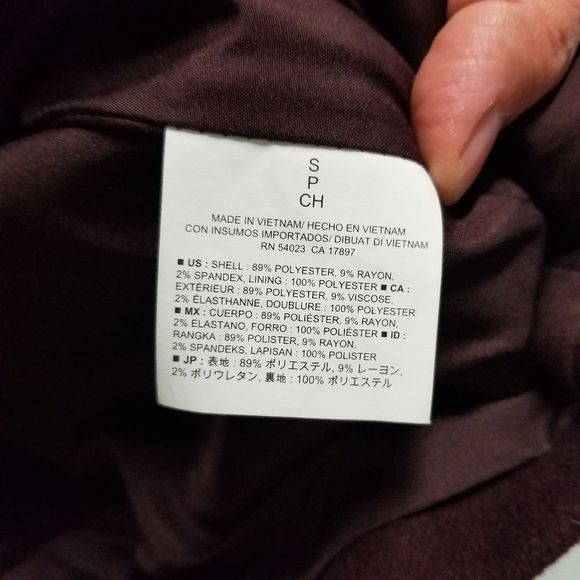 S
P
CH
MADE IN VIETNAM/ HECHO EN VIETNAM
CON INSUMOS IMPORTADOS/ DIBUAT DI VIETNAM
RN 54023 CA 17897
■ US : SHELL : 89% POLYESTER, 9% RAYON,
2% SPANDEX, LINING : 100% POLYESTER ■ CA :
EXTÉRIEUR : 89% POLYESTER, 9% VISCOSE,
2% ÉLASTHANNE, DOUBLURE : 100% POLYESTER
■ MX : CUERPO : 89% POLIÉSTER, 9% RAYON,
2% ELASTANO, FORRO : 100% POLIÉSTER ■ ID :
RANGKA : 89% POLISTER, 9% RAYON,
2% SPANDEKS, LAPISAN : 100% POLISTER
■ JP : 表地 : 89% ポリエステル, 9% レーヨン,
2% ポリウレタン, 裏地 : 100% ポリエステル